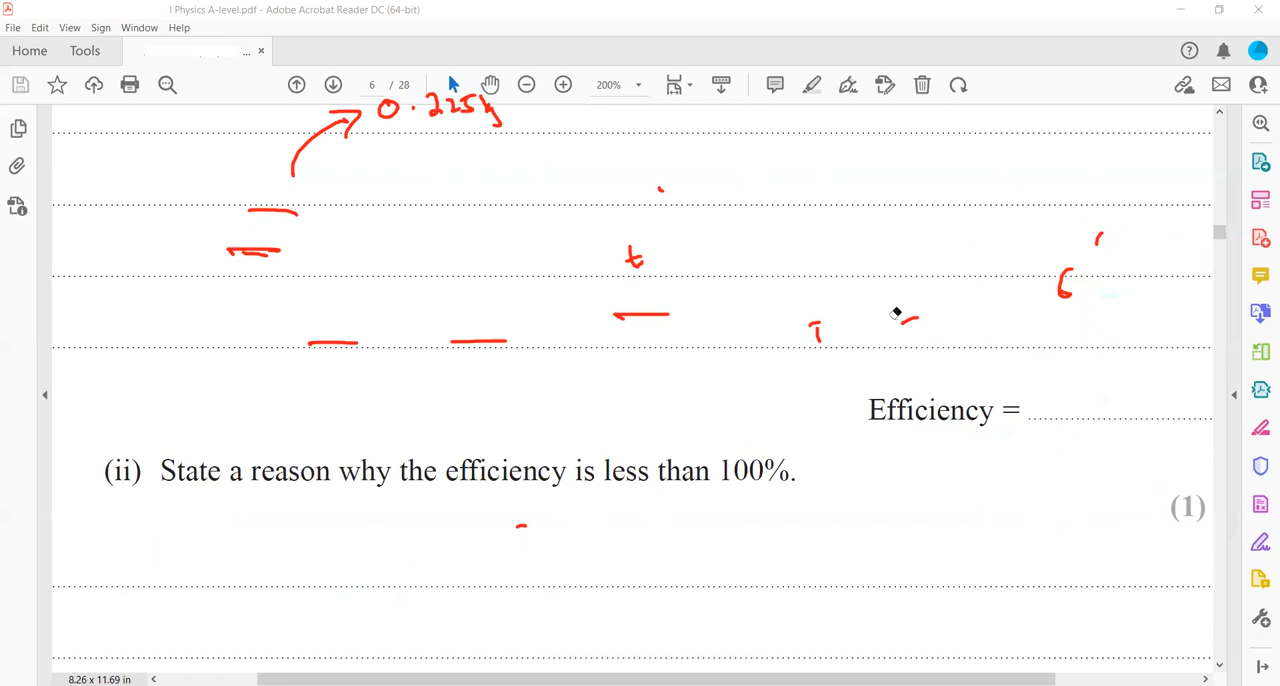 l Physics A-level.pdf - Adobe Acrobat Reader DC (64-bit)
File Edit View Sign Window Help
Home Tools ... ×
6 / 28 200%
0.225
t
6
Efficiency =
(ii) State a reason why the efficiency is less than 100%.
(1)
8.26 x 11.69 in